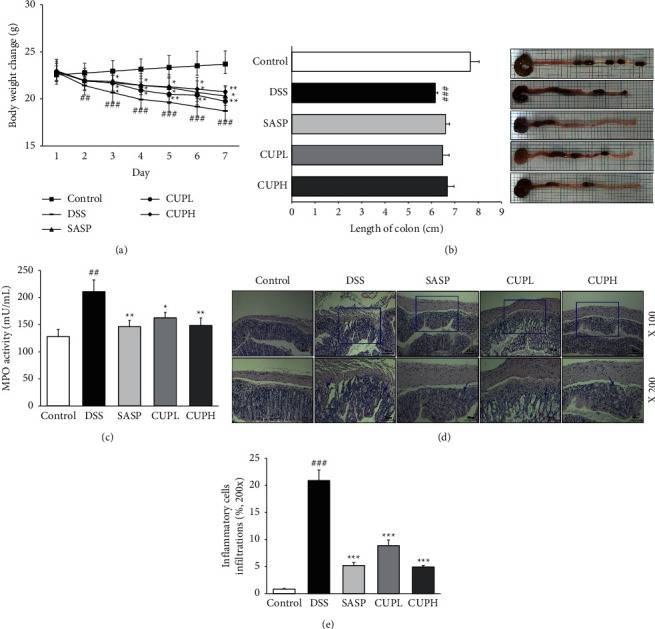 30
25
20
15
Body weight change (g)
##
###
###
###
###
###
*
*
*
*
*
*
**
*
*
**
*
**
1 2 3 4 5 6 7
Day
Control
DSS
SASP
CUPL
CUPH
(a)
Control
DSS
SASP
CUPL
CUPH
###
0 1 2 3 4 5 6 7 8 9
Length of colon (cm)
(b)
250
200
150
100
50
0
MPO activity (mU/mL)
##
**
*
**
Control DSS SASP CUPL CUPH
(c)
Control DSS SASP CUPL CUPH
X 100
X 200
(d)
25
20
15
10
5
0
Inflammatory cells
infiltrations (%, 200x)
###
***
***
***
Control DSS SASP CUPL CUPH
(e)